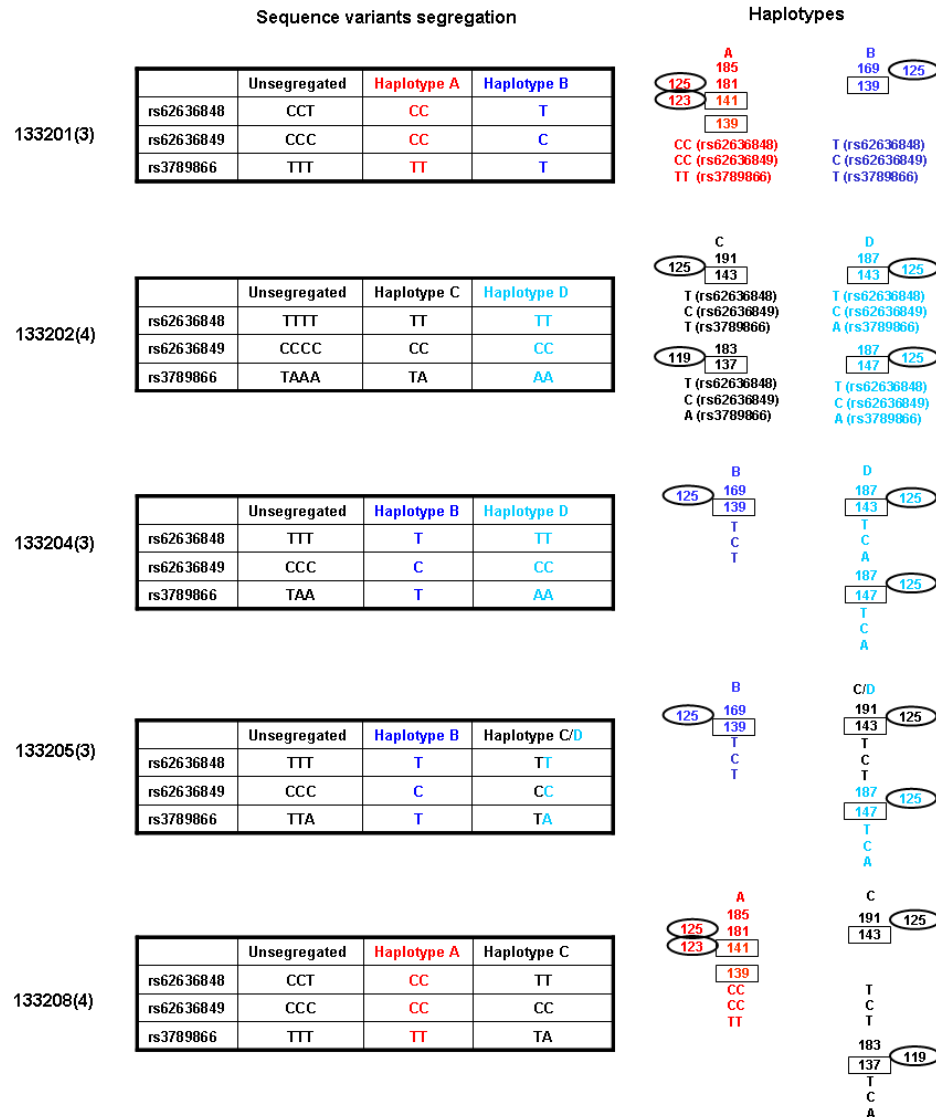 Sequence variants segregation
Haplotypes
133201(3)
Unsegregated Haplotype A Haplotype B
rs62636848 CCT CC T
rs62636849 CCC CC C
rs3789866 TTT TT T
A
185
125 181
123 141
139
CC (rs62636848)
CC (rs62636849)
TT (rs3789866)
B
169 125
139
T (rs62636848)
C (rs62636849)
T (rs3789866)
133202(4)
Unsegregated Haplotype C Haplotype D
rs62636848 TTTT TT TT
rs62636849 CCCC CC CC
rs3789866 TAAA TA AA
C
191
125 143
T (rs62636848)
C (rs62636849)
T (rs3789866)
183
119 137
T (rs62636848)
C (rs62636849)
A (rs3789866)
D
187
143 125
T (rs62636848)
C (rs62636849)
A (rs3789866)
187
147 125
T (rs62636848)
C (rs62636849)
A (rs3789866)
133204(3)
Unsegregated Haplotype B Haplotype D
rs62636848 TTT T TT
rs62636849 CCC C CC
rs3789866 TAA T AA
B
169
125 139
T
C
T
D
187
143 125
T
C
A
187
147 125
T
C
A
133205(3)
Unsegregated Haplotype B Haplotype C/D
rs62636848 TTT T TT
rs62636849 CCC C CC
rs3789866 TTA T TA
B
169
125 139
T
C
T
C/D
191
143 125
T
C
T
187
147 125
T
C
A
133208(4)
Unsegregated Haplotype A Haplotype C
rs62636848 CCT CC TT
rs62636849 CCC CC CC
rs3789866 TTT TT TA
A
185
125 181
123 141
139
CC
CC
TT
C
191 125
143
T
C
T
183
137 119
T
C
A